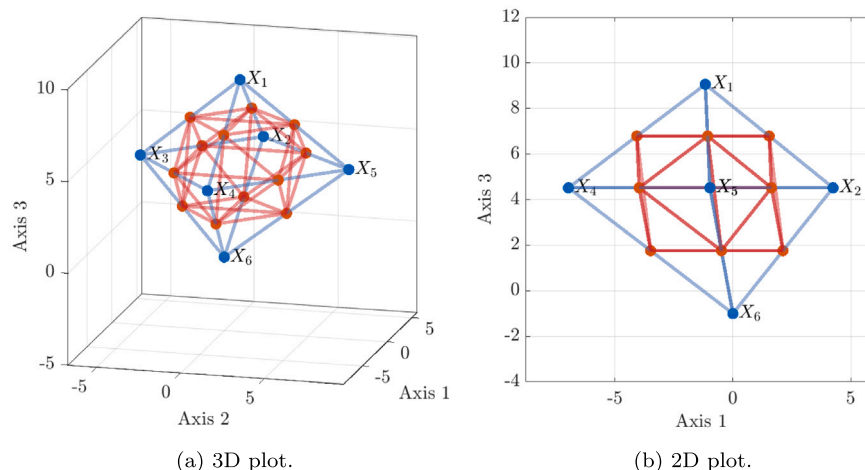 10
5
0
-5
Axis 3
-5
0
5
Axis 2
-5
0
5
Axis 1
X₁
X₂
X₃
X₄
X₅
X₆
(a) 3D plot.
12
10
8
6
4
2
0
-2
-4
Axis 3
-5
0
5
Axis 1
X₁
X₄
X₂
X₆
(b) 2D plot.